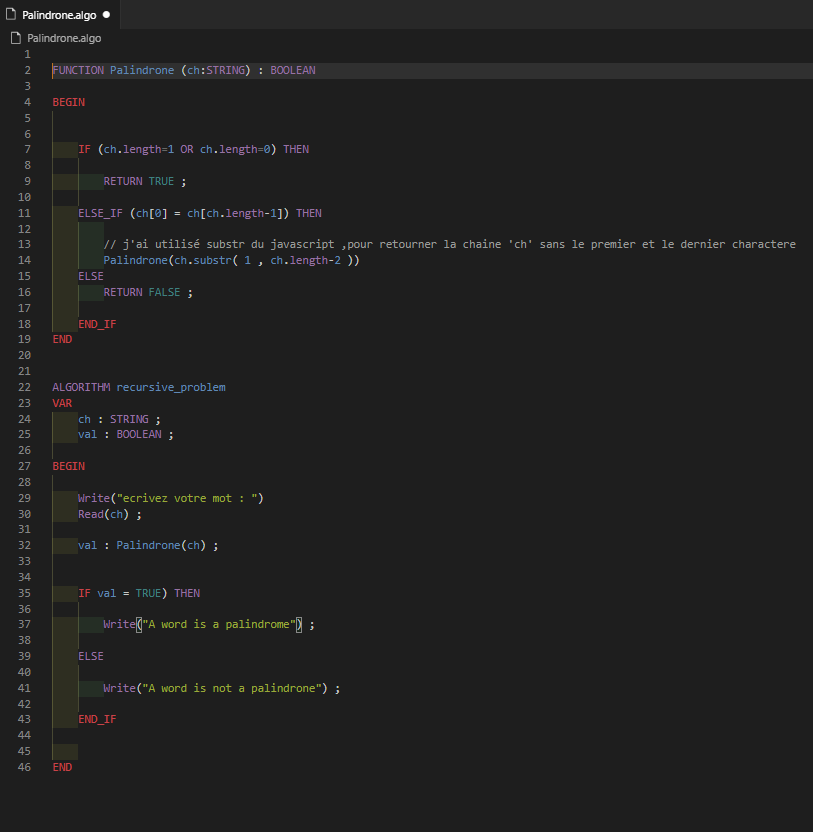 Palindrone.algo ●
Palindrone.algo
1
2 FUNCTION Palindrone (ch:STRING) : BOOLEAN
3
4 BEGIN
5
6
7 IF (ch.length=1 OR ch.length=0) THEN
8
9 RETURN TRUE ;
10
11 ELSE_IF (ch[0] = ch[ch.length-1]) THEN
12
13 // j'ai utilisé substr du javascript ,pour retourner la chaine 'ch' sans le premier et le dernier charactere
14 Palindrone(ch.substr( 1 , ch.length-2 ))
15 ELSE
16 RETURN FALSE ;
17
18 END_IF
19 END
20
21
22 ALGORITHM recursive_problem
23 VAR
24 ch : STRING ;
25 val : BOOLEAN ;
26
27 BEGIN
28
29 Write("ecrivez votre mot : ")
30 Read(ch) ;
31
32 val : Palindrone(ch) ;
33
34
35 IF val = TRUE) THEN
36
37 Write("A word is a palindrome") ;
38
39 ELSE
40
41 Write("A word is not a palindrone") ;
42
43 END_IF
44
45
46 END